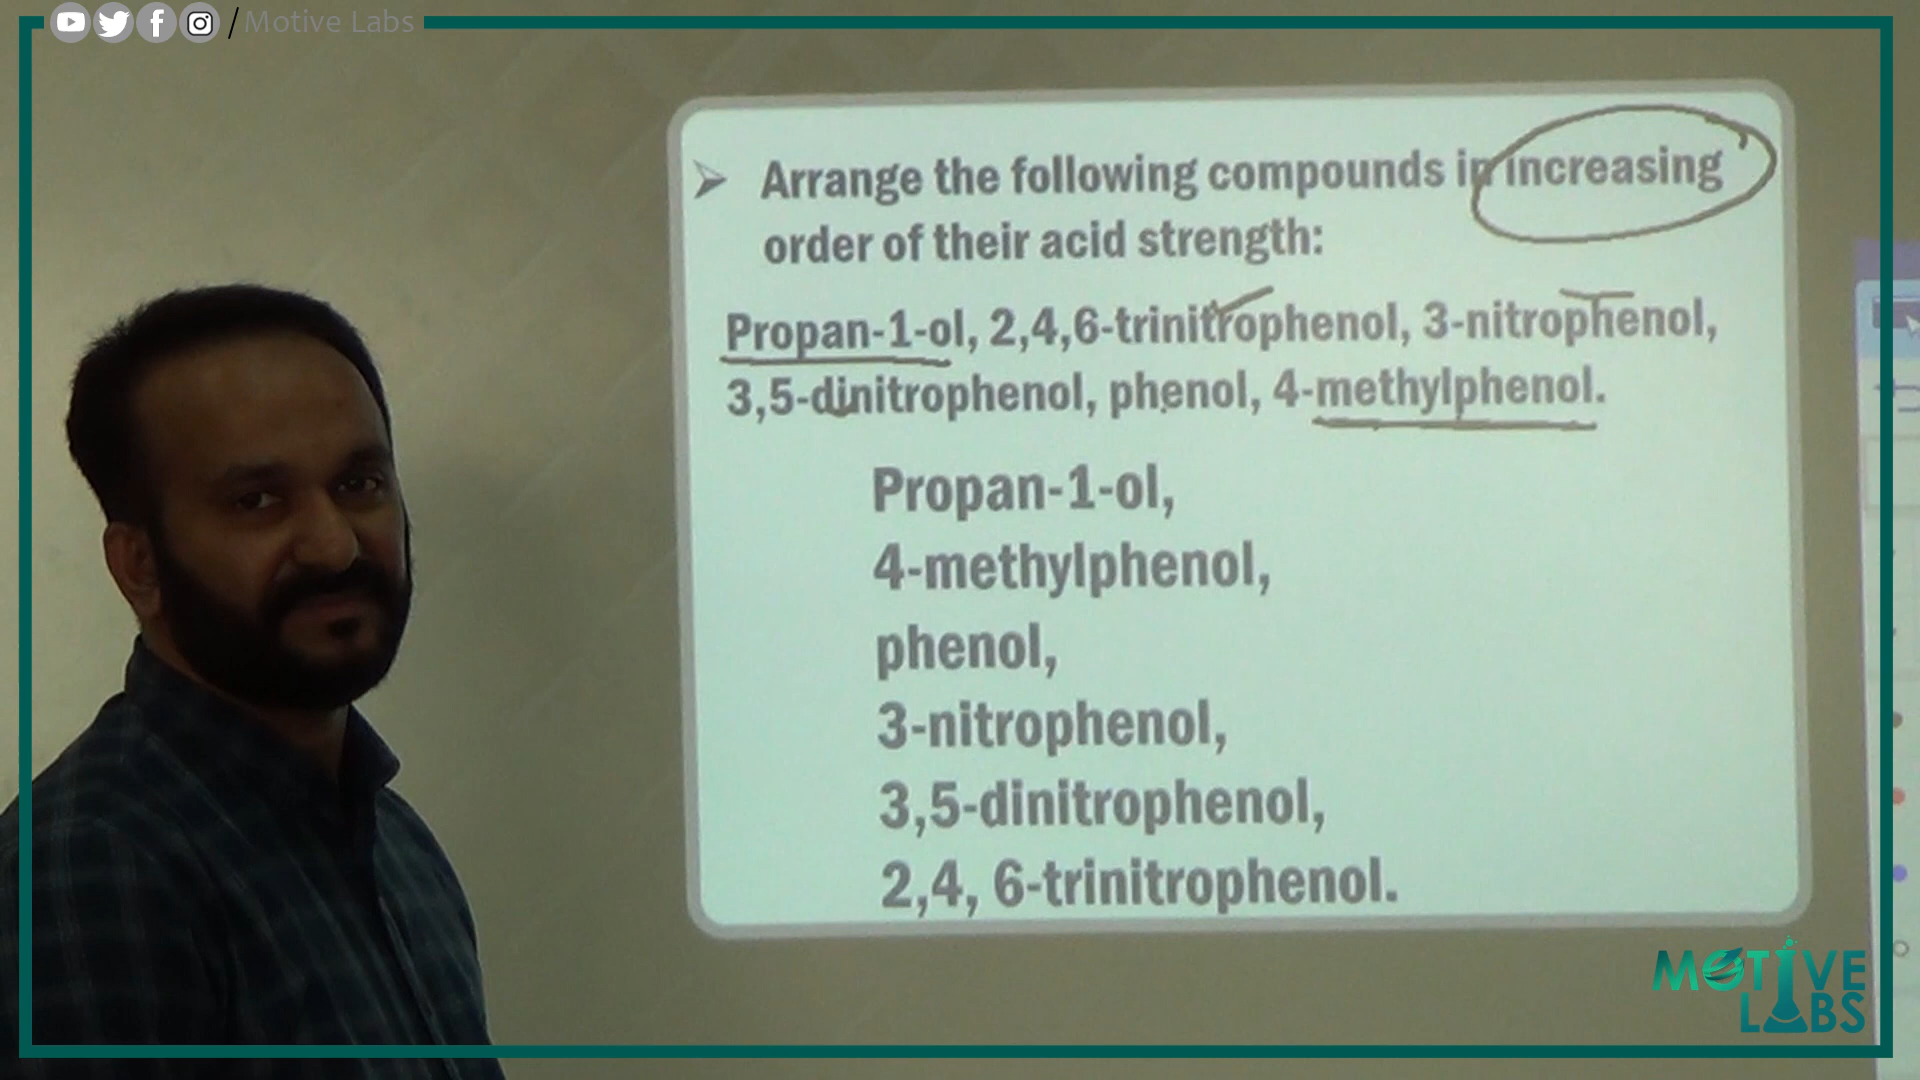 / Motive Labs
Arrange the following compounds in increasing
order of their acid strength:
Propan-1-ol, 2,4,6-trinitrophenol, 3-nitrophenol,
3,5-dinitrophenol, phenol, 4-methylphenol.
Propan-1-ol,
4-methylphenol,
phenol,
3-nitrophenol,
3,5-dinitrophenol,
2,4, 6-trinitrophenol.
MOTIVE
LABS